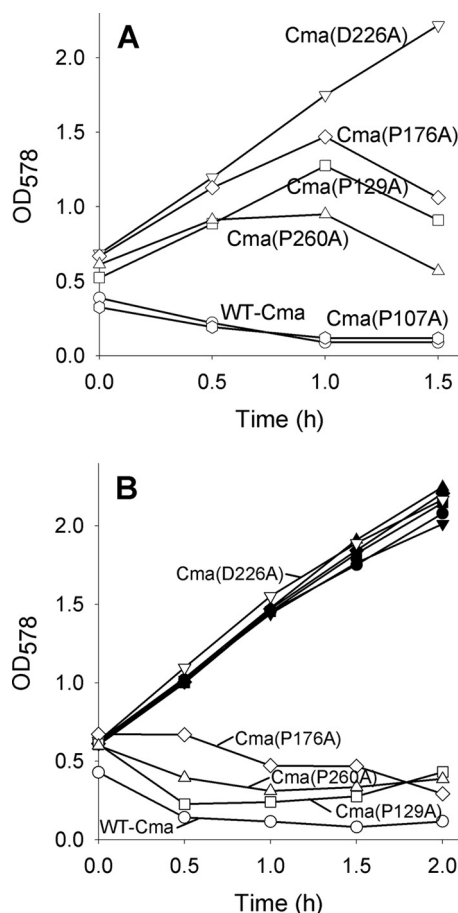 A
Cma(D226A)
2.0
1.5
Cma(P176A)
OD578
Cma(P129A)
1.0
Cma(P260A)
0.5
WT-Cma
Cma(P107A)
0.0
0.0 0.5 1.0 1.5
Time (h)
B
2.0
Cma(D226A)
1.5
OD578
1.0
Cma(P176A)
0.5
Cma(P260A)
Cma(P129A)
WT-Cma
0.0
0.0 0.5 1.0 1.5 2.0
Time (h)